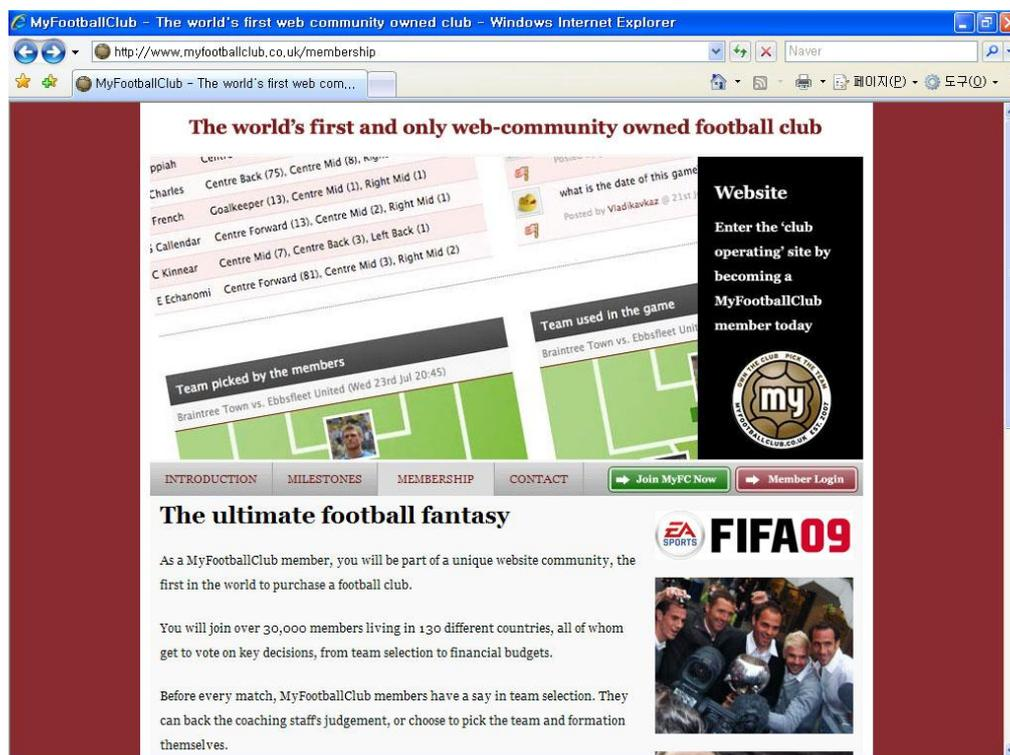 MyFootballClub - The world's first web community owned club - Windows Internet Explorer
http://www.myfootballclub.co.uk/membership
Naver
MyFootballClub - The world's first web com...
페이지(P)
도구(O)
The world's first and only web-community owned football club
ppiah
Charles Centre Back (75), Centre Mid (8),
French Goalkeeper (13), Centre Mid (1), Right Mid (1)
Callendar Centre Forward (13), Centre Mid (2), Right Mid (1)
C Kinnear Centre Mid (7), Centre Back (3), Left Back (1)
E Echanomi Centre Forward (81), Centre Mid (3), Right Mid (2)
what is the date of this game
Posted by Vladikavkaz @ 21st
Team picked by the members
Braintree Town vs. Ebbsfleet United (Wed 23rd Jul 20:45)
Team used in the game
Braintree Town vs. Ebbsfleet Unit
Website
Enter the 'club
operating' site by
becoming a
MyFootballClub
member today
OWN THE CLUB PICK THE TEAM
my
MYFOOTBALLCLUB.CO.UK EST. 2007
INTRODUCTION MILESTONES MEMBERSHIP CONTACT Join MyFC Now Member Login
The ultimate football fantasy
As a MyFootballClub member, you will be part of a unique website community, the
first in the world to purchase a football club.
You will join over 30,000 members living in 130 different countries, all of whom
get to vote on key decisions, from team selection to financial budgets.
Before every match, MyFootballClub members have a say in team selection. They
can back the coaching staff's judgement, or choose to pick the team and formation
themselves.
EA SPORTS FIFA09